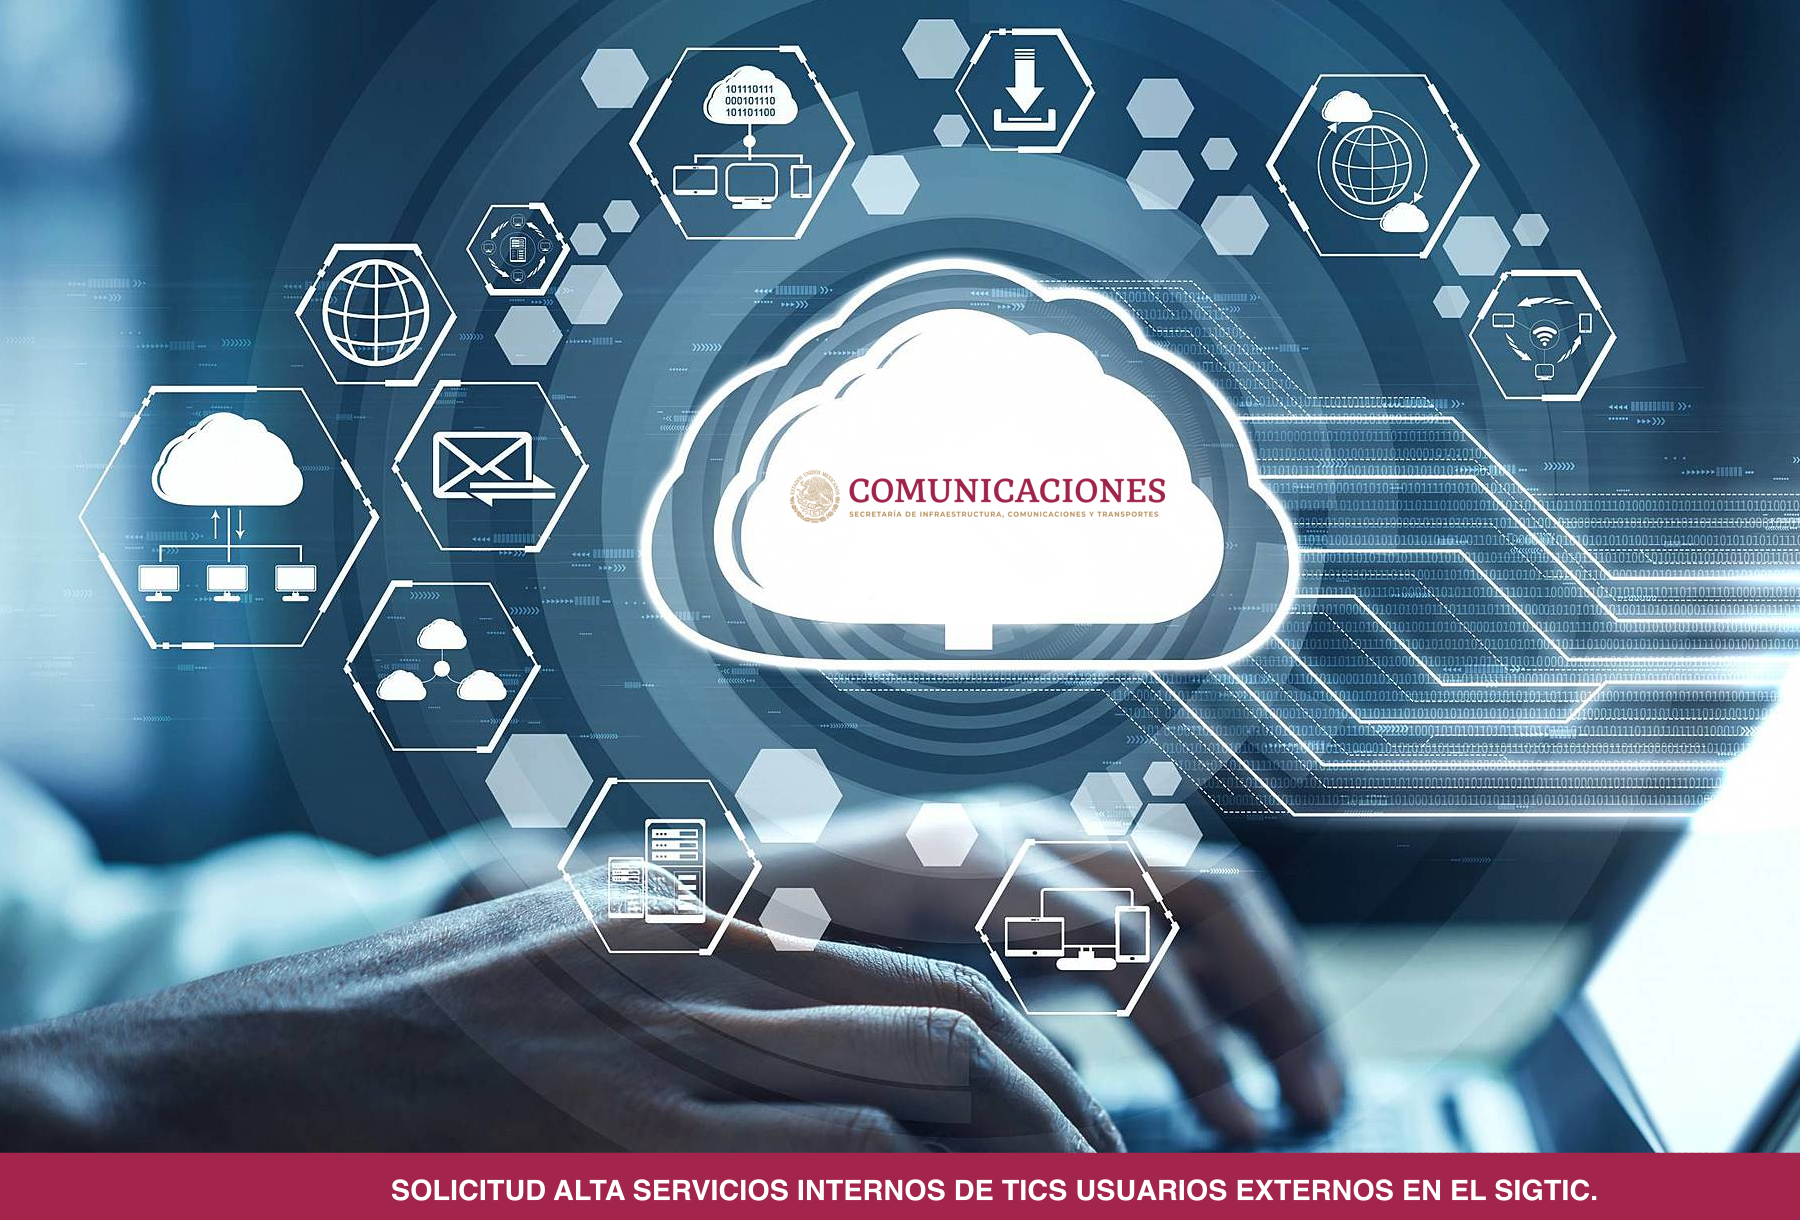 101110111
000101110
101101100
COMUNICACIONES
SECRETARÍA DE INFRAESTRUCTURA, COMUNICACIONES Y TRANSPORTES
SOLICITUD ALTA SERVICIOS INTERNOS DE TICS USUARIOS EXTERNOS EN EL SIGTIC.